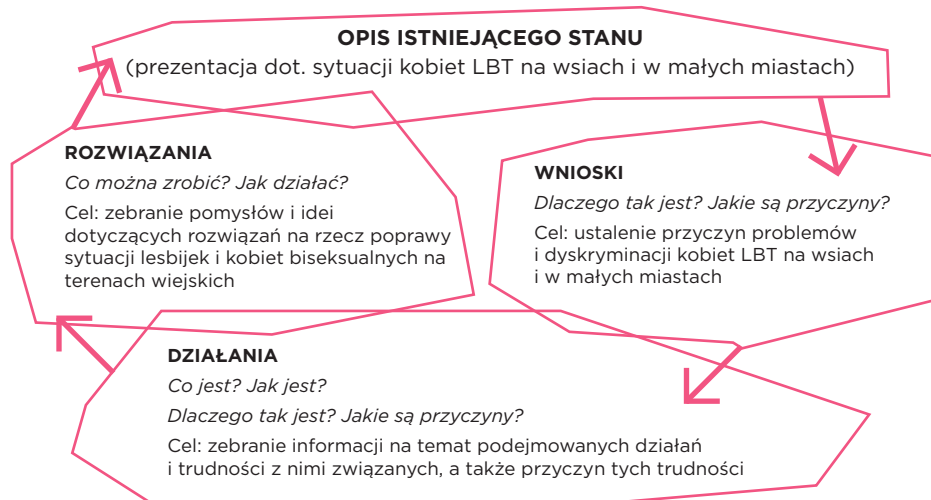 OPIS ISTNIEJĄCEGO STANU
(prezentacja dot. sytuacji kobiet LBT na wsiach i w małych miastach)
ROZWIĄZANIA
Co można zrobić? Jak działać?
Cel: zebranie pomysłów i idei
dotyczących rozwiązań na rzecz poprawy
sytuacji lesbijek i kobiet biseksualnych na
terenach wiejskich
WNIOSKI
Dlaczego tak jest? Jakie są przyczyny?
Cel: ustalenie przyczyn problemów
i dyskryminacji kobiet LBT na wsiach
i w małych miastach
DZIAŁANIA
Co jest? Jak jest?
Dlaczego tak jest? Jakie są przyczyny?
Cel: zebranie informacji na temat podejmowanych działań
i trudności z nimi związanych, a także przyczyn tych trudności